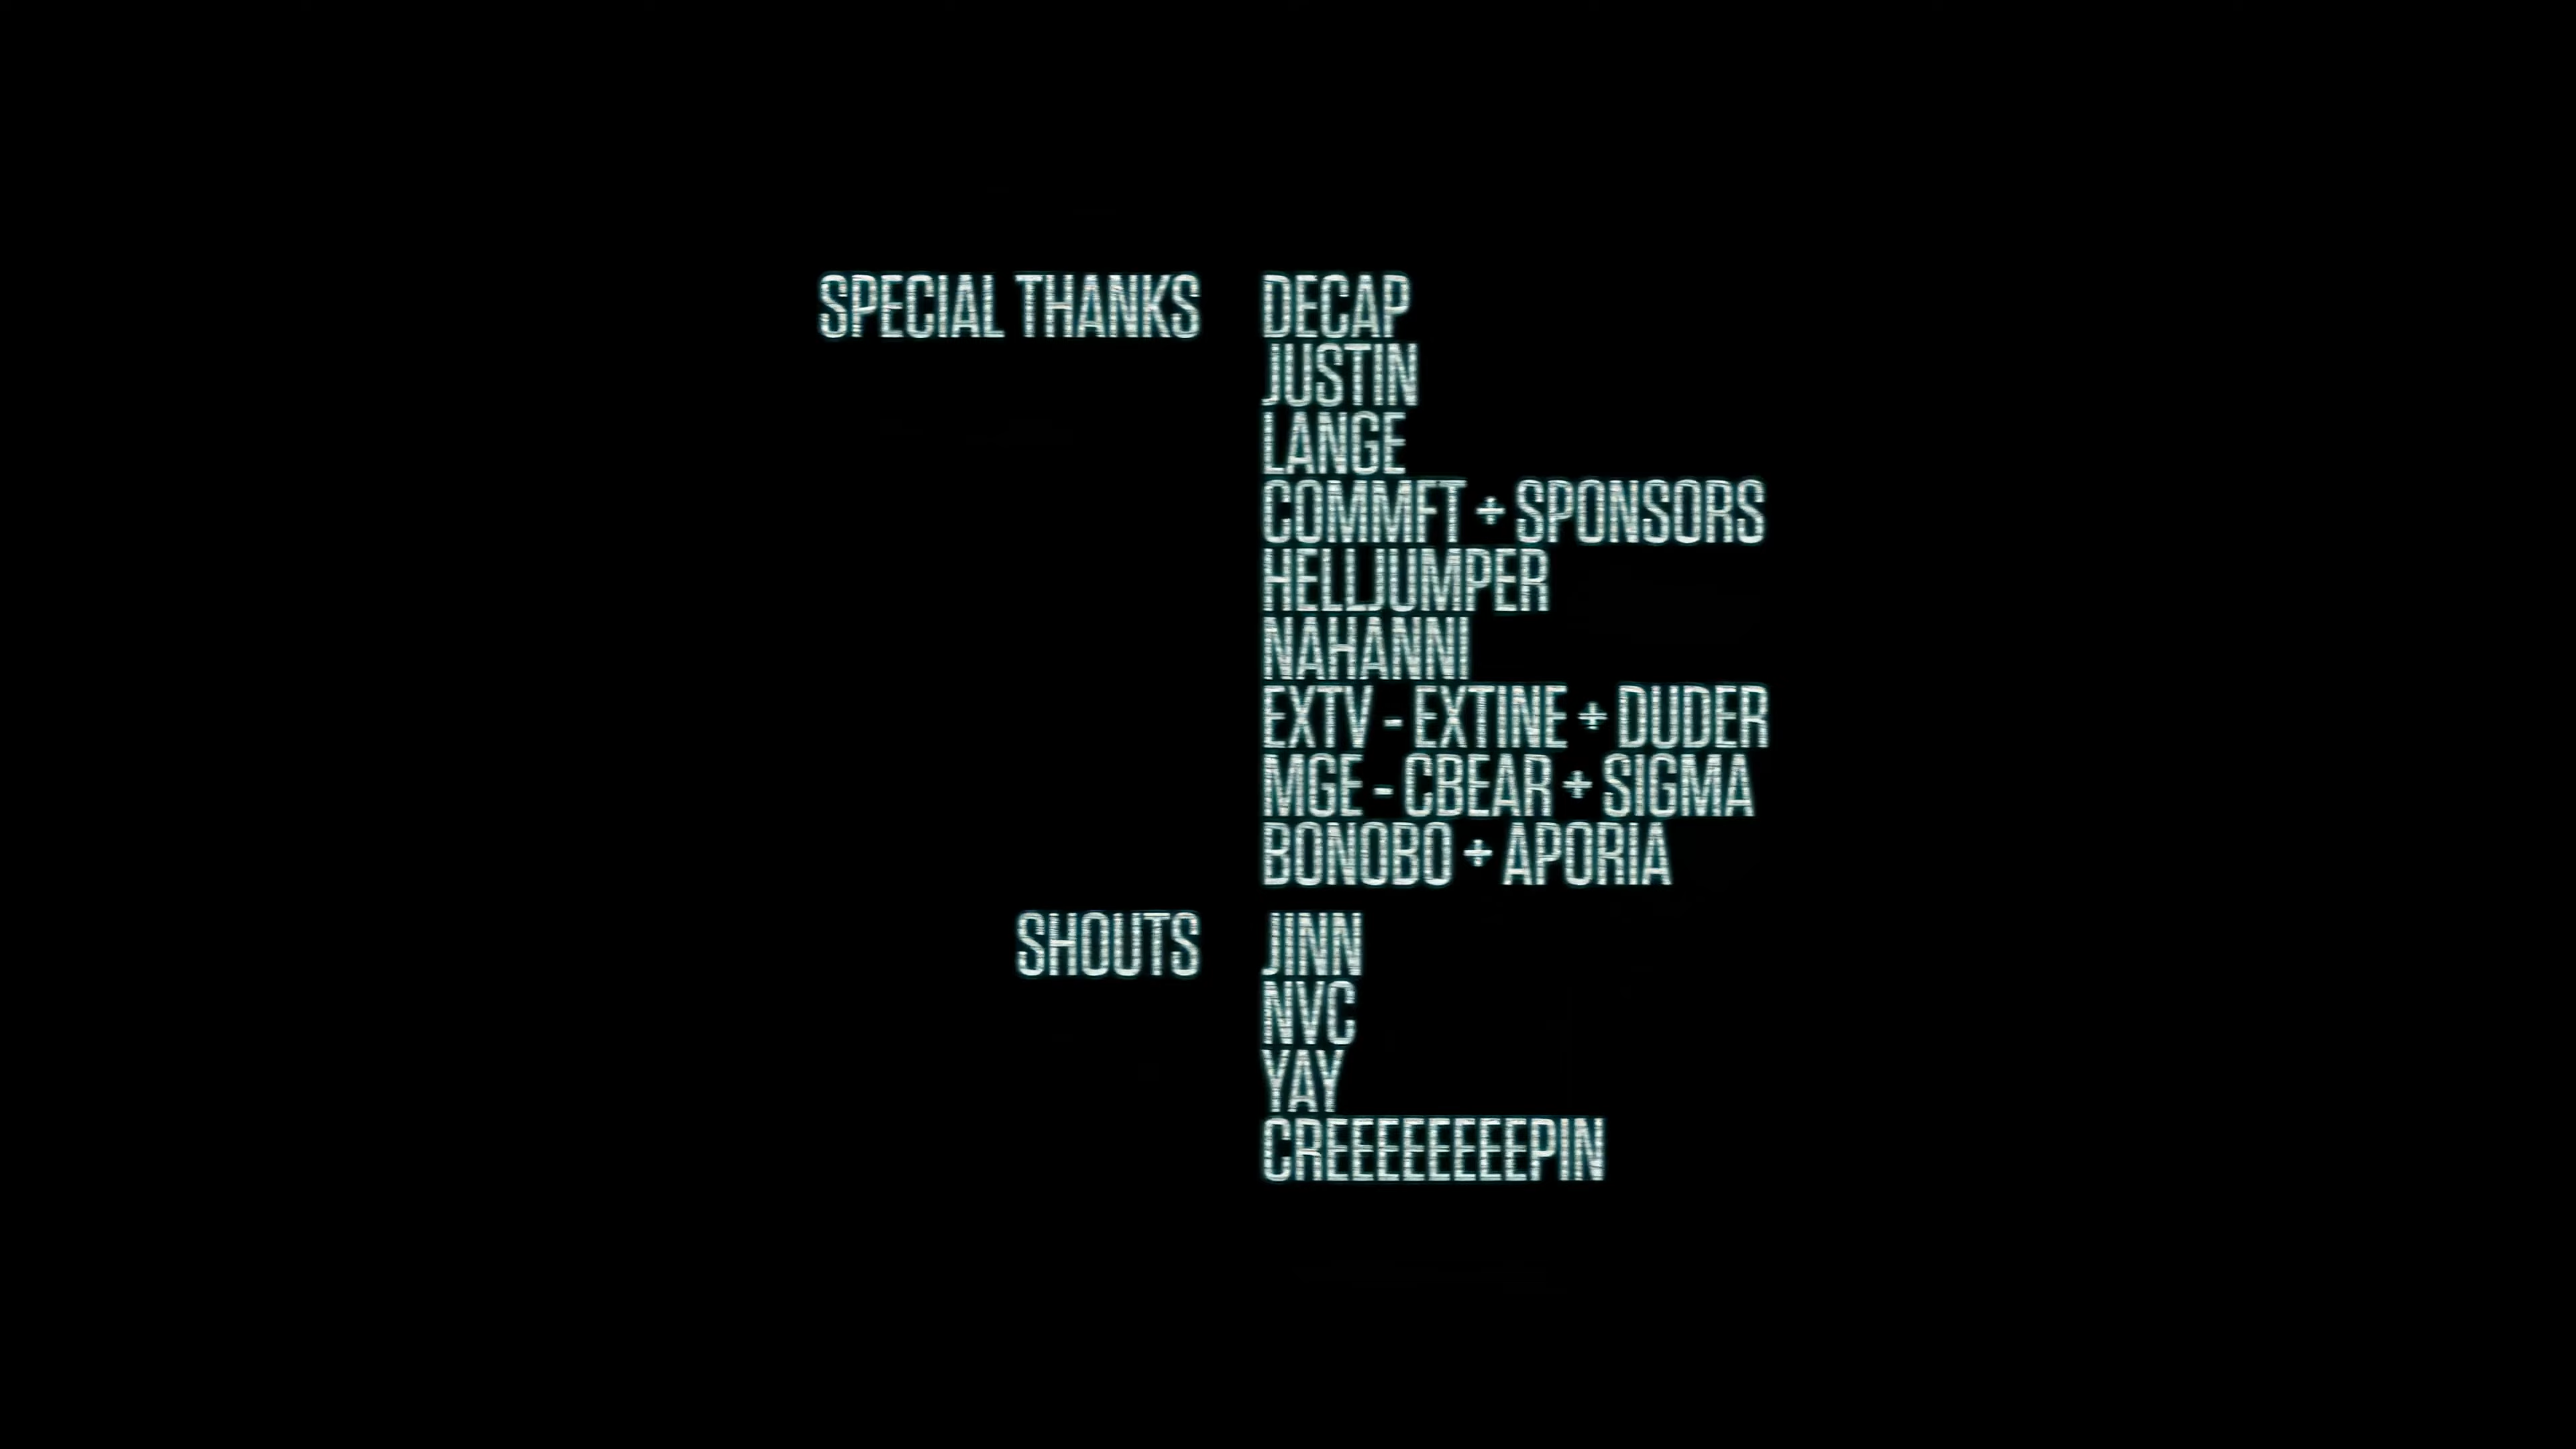 SPECIAL THANKS DECAP
JUSTIN
LANGE
COMMFT + SPONSORS
HELLJUMPER
NAHANNI
EXTV - EXTINE + DUDER
MGE - CBEAR + SIGMA
BONOBO + APORIA
SHOUTS JINN
NVC
YAY
CREEEEEEEEPIN